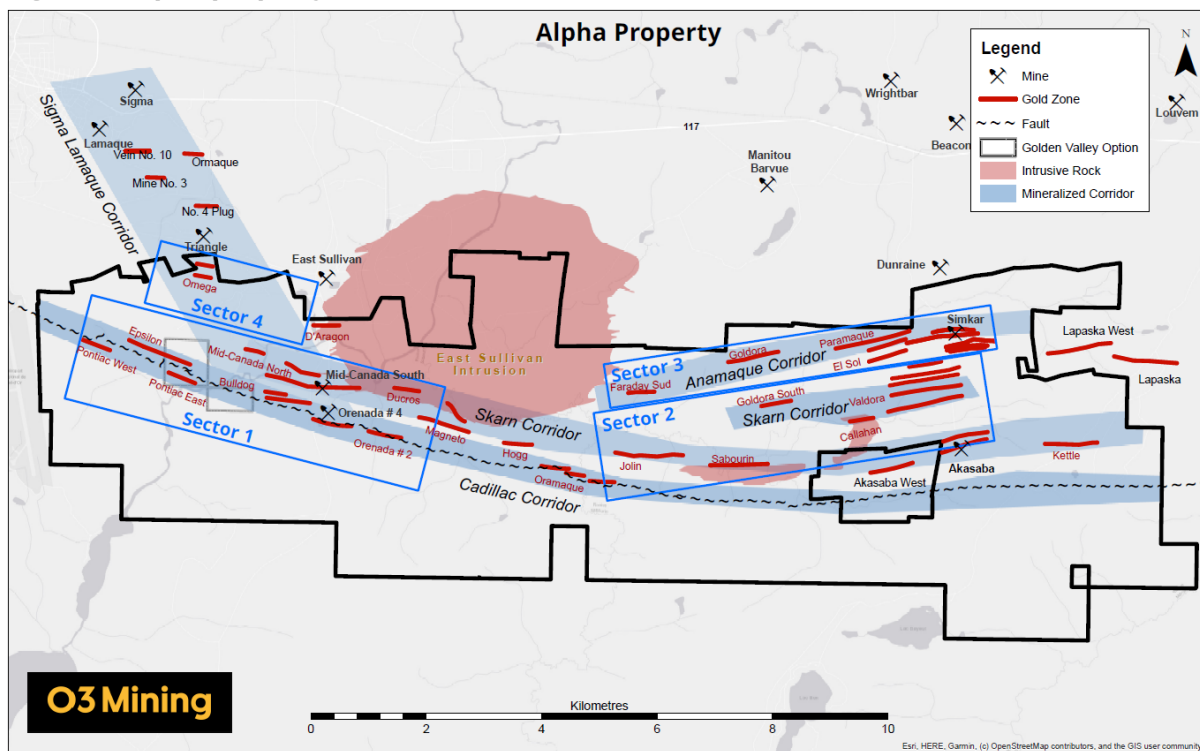 Alpha Property
Legend
Mine
Gold Zone
Fault
Golden Valley Option
Intrusive Rock
Mineralized Corridor
N
Sigma
Lamaque
Sigma Lamaque Corridor
Vein No. 10
Ormaque
Mine No. 3
No. 4 Plug
Triangle
Omega
Sector 4
East Sullivan
D'Aragon
117
Wrightbar
Beacon
Louvem
Manitou
Barvue
Dunraine
East Sullivan
Intrusion
Simkar
Paramaque
Goldora
El Sol
Anamaque Corridor
Sector 3
Faraday Sud
Lapaska West
Lapaska
Sector 2
Goldora South
Valdora
Skarn Corridor
Callahan
Epsilon
Pontiac West
Mid-Canada North
Pontiac East
Bulldog
Mid-Canada South
Ducros
Orenada # 4
Sector 1
Orenada # 2
Magneto
Skarn Corridor
Hogg
Oramaque
Cadillac Corridor
Jolin
Sabourin
Akasaba West
Akasaba
Kettle
O3 Mining
Kilometres
0 2 4 6 8 10
Esri, HERE, Garmin, (c) OpenStreetMap contributors, and the GIS user community